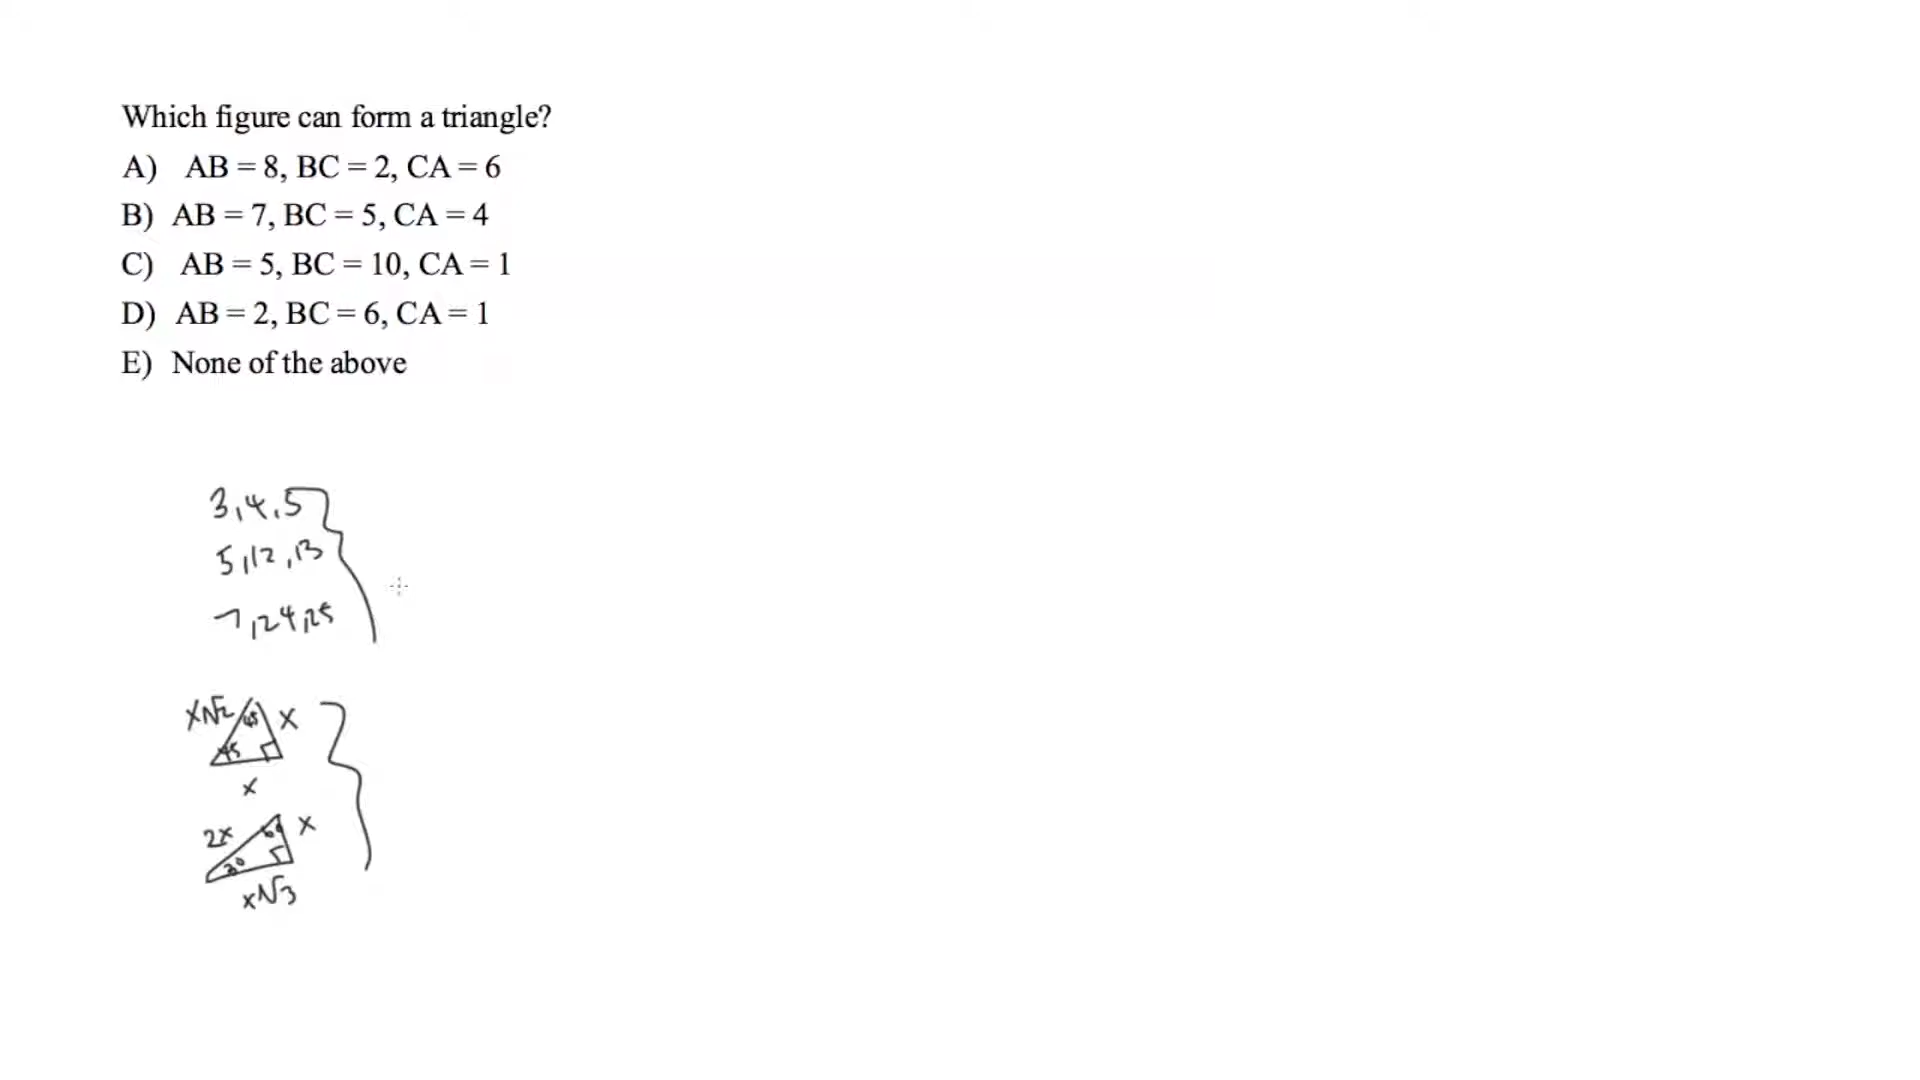 Which figure can form a triangle?
A) AB = 8, BC = 2, CA = 6
B) AB = 7, BC = 5, CA = 4
C) AB = 5, BC = 10, CA = 1
D) AB = 2, BC = 6, CA = 1
E) None of the above
3,4,5
5,12,13
7,24,25
x√2 45 x
45
x
2x 60 x
30
x√3